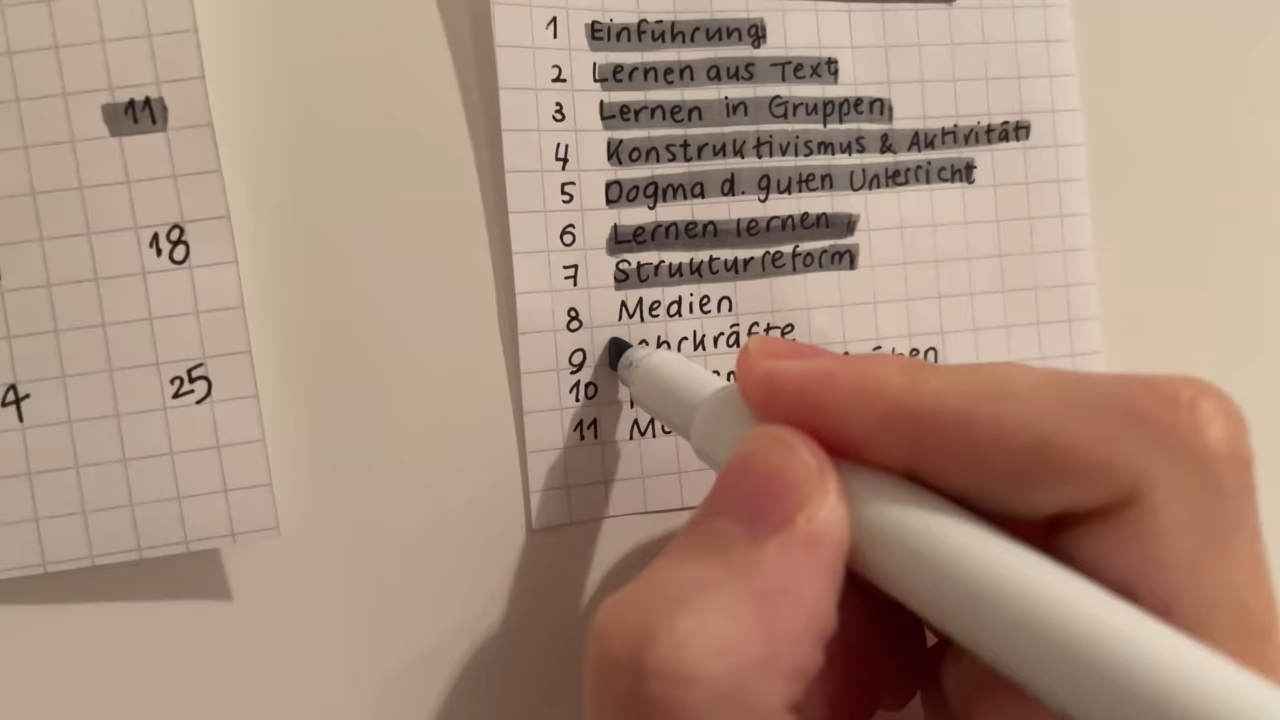 11
18
4
25
1 Einführung
2 Lernen aus Text
3 Lernen in Gruppen
4 Konstruktivismus & Aktivität
5 Dogma d. guten Unterricht
6 Lernen lernen
7 Strukturreform
8 Medien
9
10
11